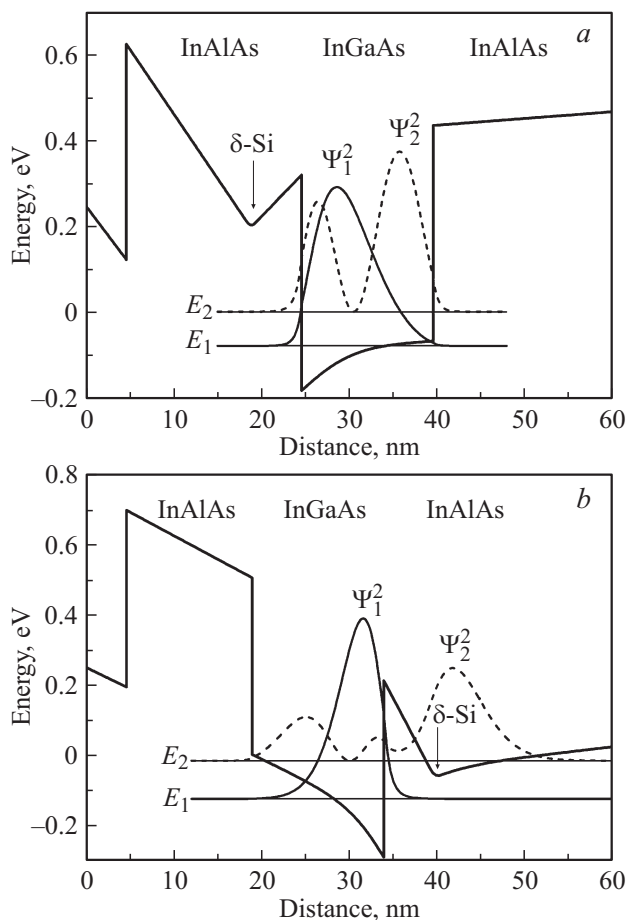 a
InAlAs InGaAs InAlAs
0.6
δ-Si Ψ₁² Ψ₂²
0.4
Energy, eV
0.2
E₂
0
E₁
–0.2
0 10 20 30 40 50 60
Distance, nm
b
0.8
InAlAs InGaAs InAlAs
0.6
Ψ₁² Ψ₂²
0.4
Energy, eV
δ-Si
0.2
0
E₂
E₁
–0.2
0 10 20 30 40 50 60
Distance, nm